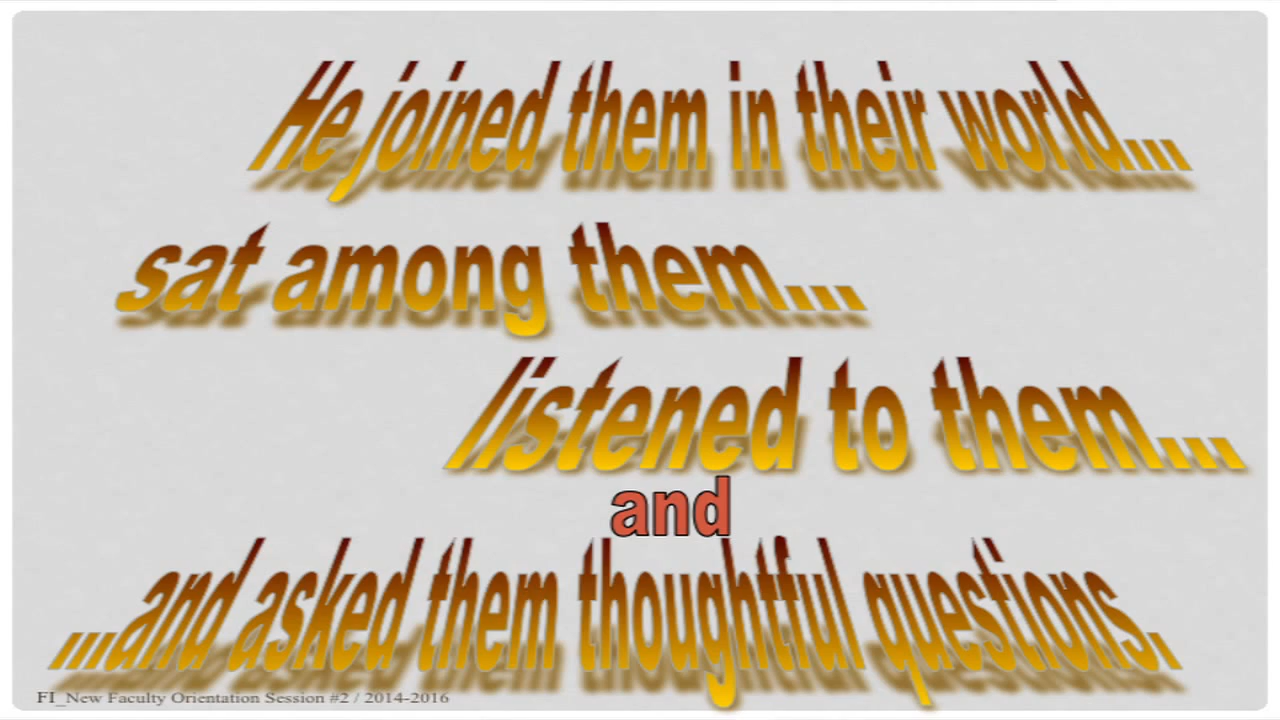 He joined them in their world...
sat among them...
listened to them...
and
...and asked them thoughtful questions.
FI_New Faculty Orientation Session #2 / 2014-2016